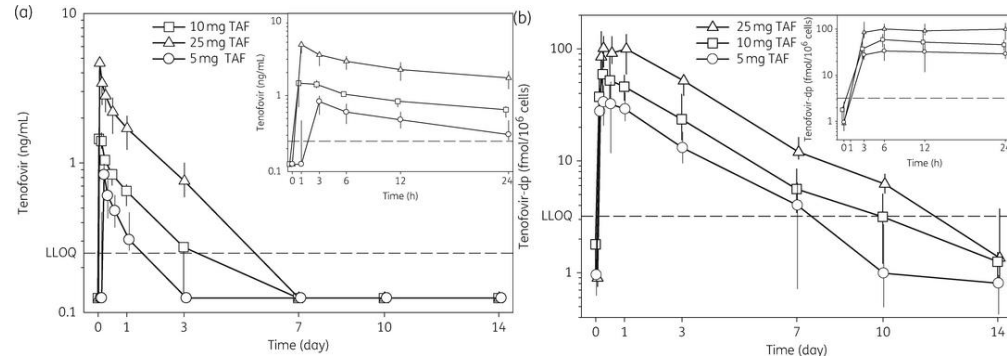 (a)
10 mg TAF
25 mg TAF
5 mg TAF
Tenofovir (ng/mL)
10
1
LLOQ
0.1
0 1 3 7 10 14
Time (day)
Tenofovir (ng/mL)
10
1
0.1
0 1 3 6 12 24
Time (h)
(b)
25 mg TAF
10 mg TAF
5 mg TAF
Tenofovir-dp (fmol/10⁶ cells)
100
10
LLOQ
1
0 1 3 7 10 14
Time (day)
Tenofovir-dp (fmol/10⁶ cells)
100
10
1
0 1 3 6 12 24
Time (h)